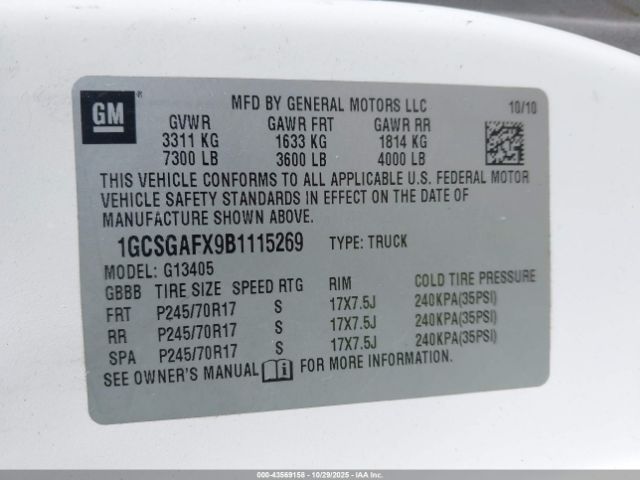 GM
MFD BY GENERAL MOTORS LLC 10/10
GVWR GAWR FRT GAWR RR
3311 KG 1633 KG 1814 KG
7300 LB 3600 LB 4000 LB
THIS VEHICLE CONFORMS TO ALL APPLICABLE U.S. FEDERAL MOTOR
VEHICLE SAFETY STANDARDS IN EFFECT ON THE DATE OF
MANUFACTURE SHOWN ABOVE.
1GCSGAFX9B1115269 TYPE: TRUCK
MODEL: G13405
GBBB TIRE SIZE SPEED RTG RIM COLD TIRE PRESSURE
FRT P245/70R17 S 17X7.5J 240KPA(35PSI)
RR P245/70R17 S 17X7.5J 240KPA(35PSI)
SPA P245/70R17 S 17X7.5J 240KPA(35PSI)
SEE OWNER'S MANUAL i FOR MORE INFORMATION.
000-43569158 - 10/29/2025 - IAAI.COM